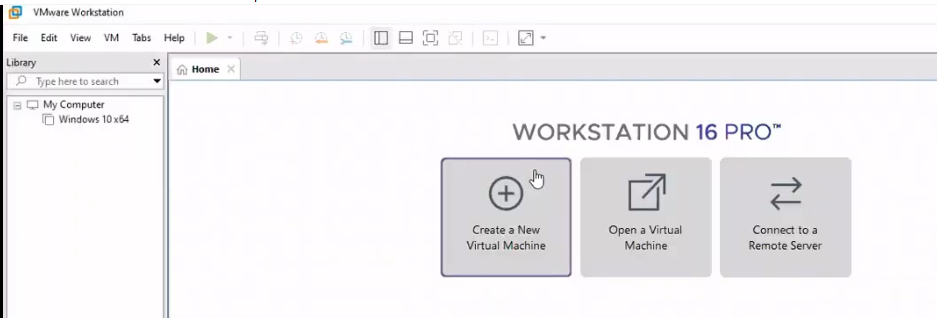 VMware Workstation
File Edit View VM Tabs Help
Library
Type here to search
My Computer
Windows 10 x64
Home
WORKSTATION 16 PRO™
Create a New
Virtual Machine
Open a Virtual
Machine
Connect to a
Remote Server